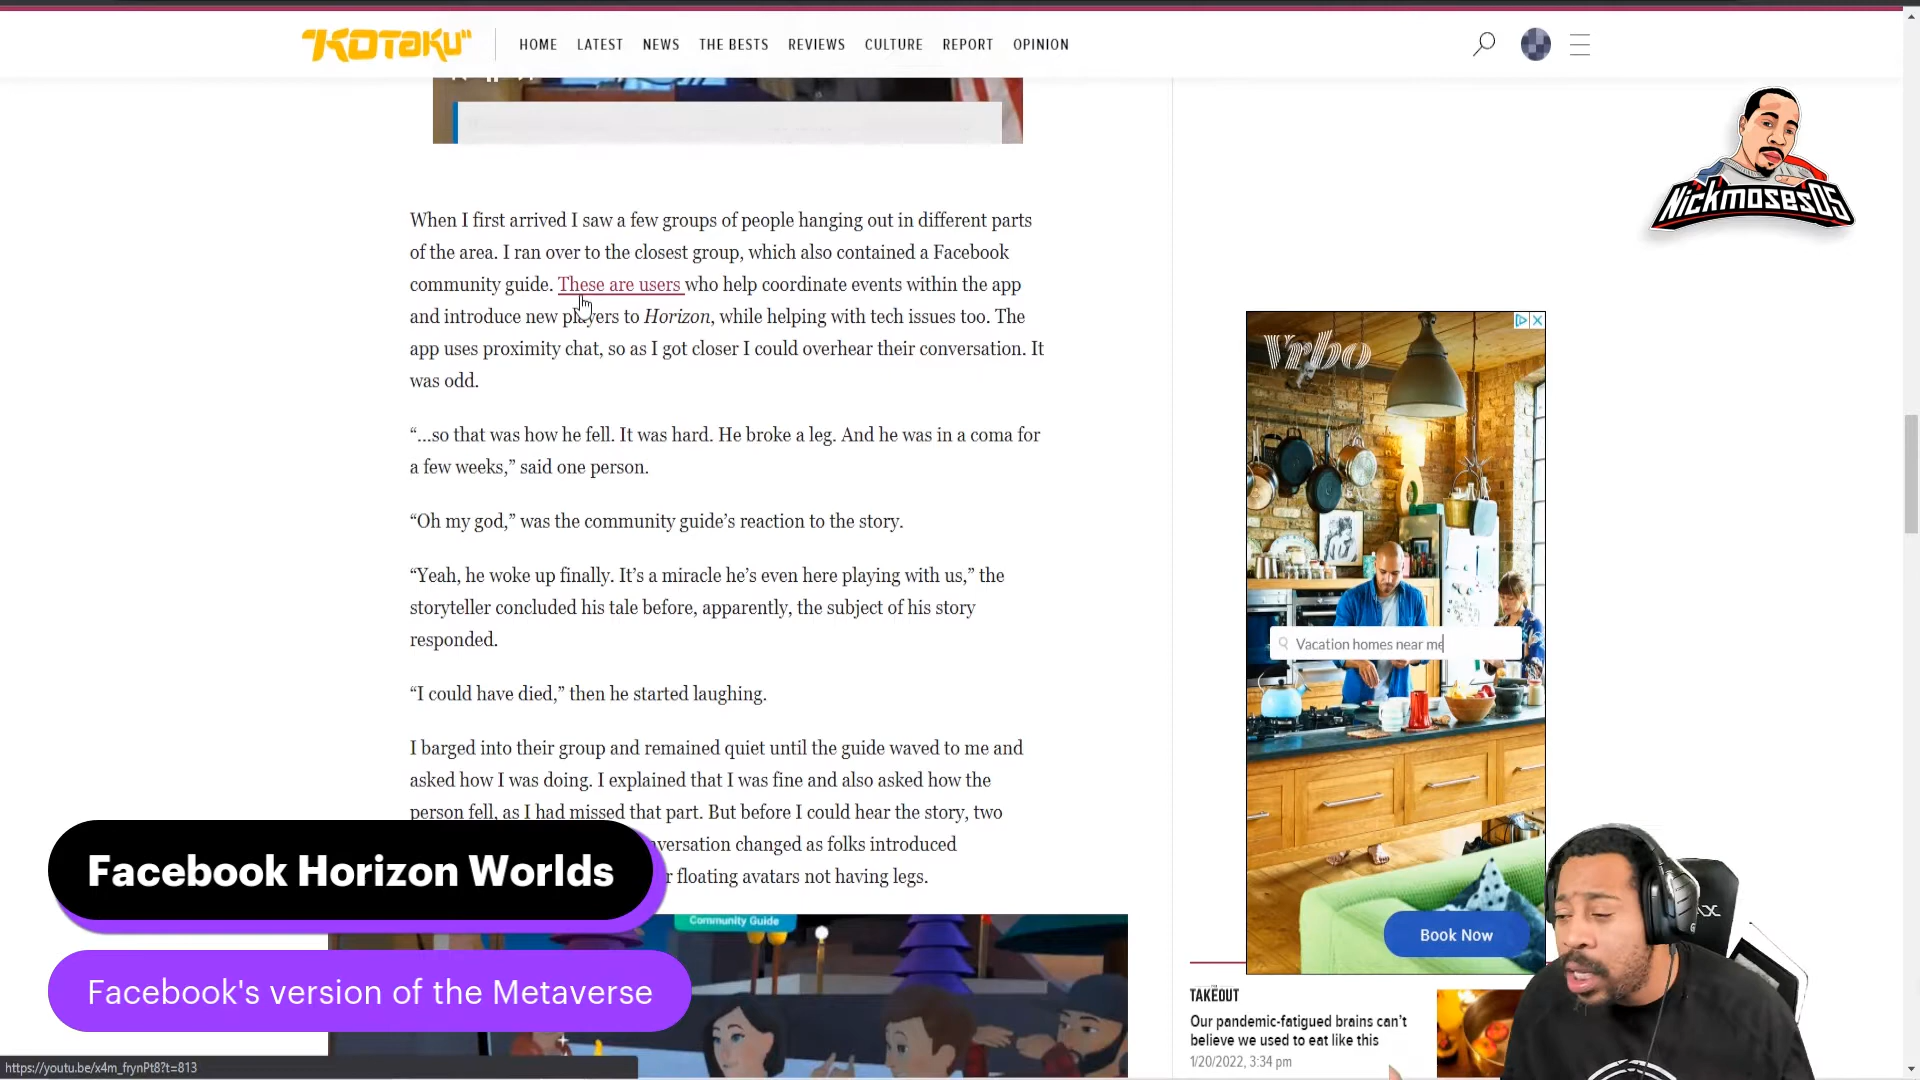 KOTAKU
HOME LATEST NEWS THE BESTS REVIEWS CULTURE REPORT OPINION
NickmosesO5
When I first arrived I saw a few groups of people hanging out in different parts
of the area. I ran over to the closest group, which also contained a Facebook
community guide. These are users who help coordinate events within the app
and introduce new players to Horizon, while helping with tech issues too. The
app uses proximity chat, so as I got closer I could overhear their conversation. It
was odd.
“...so that was how he fell. It was hard. He broke a leg. And he was in a coma for
a few weeks,” said one person.
“Oh my god,” was the community guide’s reaction to the story.
“Yeah, he woke up finally. It’s a miracle he’s even here playing with us,” the
storyteller concluded his tale before, apparently, the subject of his story
responded.
“I could have died,” then he started laughing.
I barged into their group and remained quiet until the guide waved to me and
asked how I was doing. I explained that I was fine and also asked how the
person fell, as I had missed that part. But before I could hear the story, two
versation changed as folks introduced
r floating avatars not having legs.
Community Guide
Facebook Horizon Worlds
Facebook's version of the Metaverse
https://youtu.be/x4m_frynPt8?t=813
Vrbo
Vacation homes near me
Book Now
THE
TAKEOUT
Our pandemic-fatigued brains can’t
believe we used to eat like this
1/20/2022, 3:34 pm